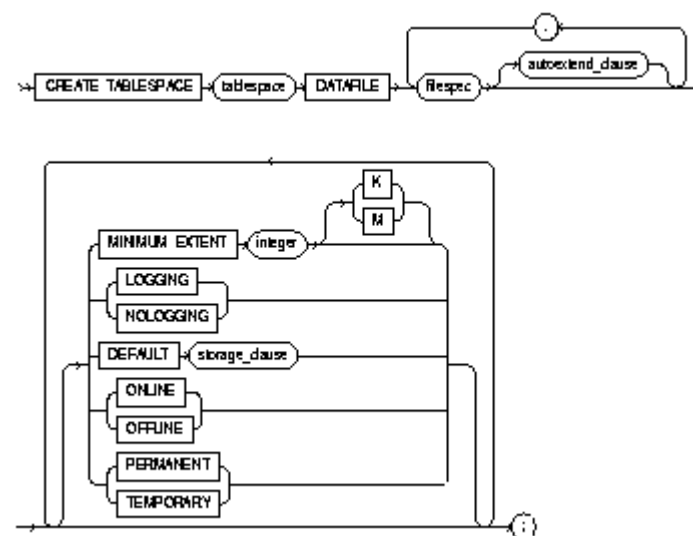 ,
CREATE TABLESPACE tablespace DATAFILE filespec autoextend_clause
K
MINIMUM EXTENT integer
M
LOGGING
NOLOGGING
DEFAULT storage_clause
ONLINE
OFFLINE
PERMANENT
TEMPORARY
;